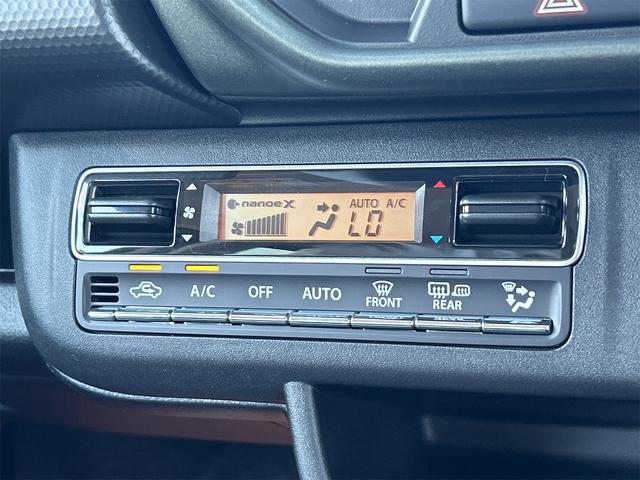 nanoeX
AUTO A/C
LO
A/C OFF AUTO FRONT REAR